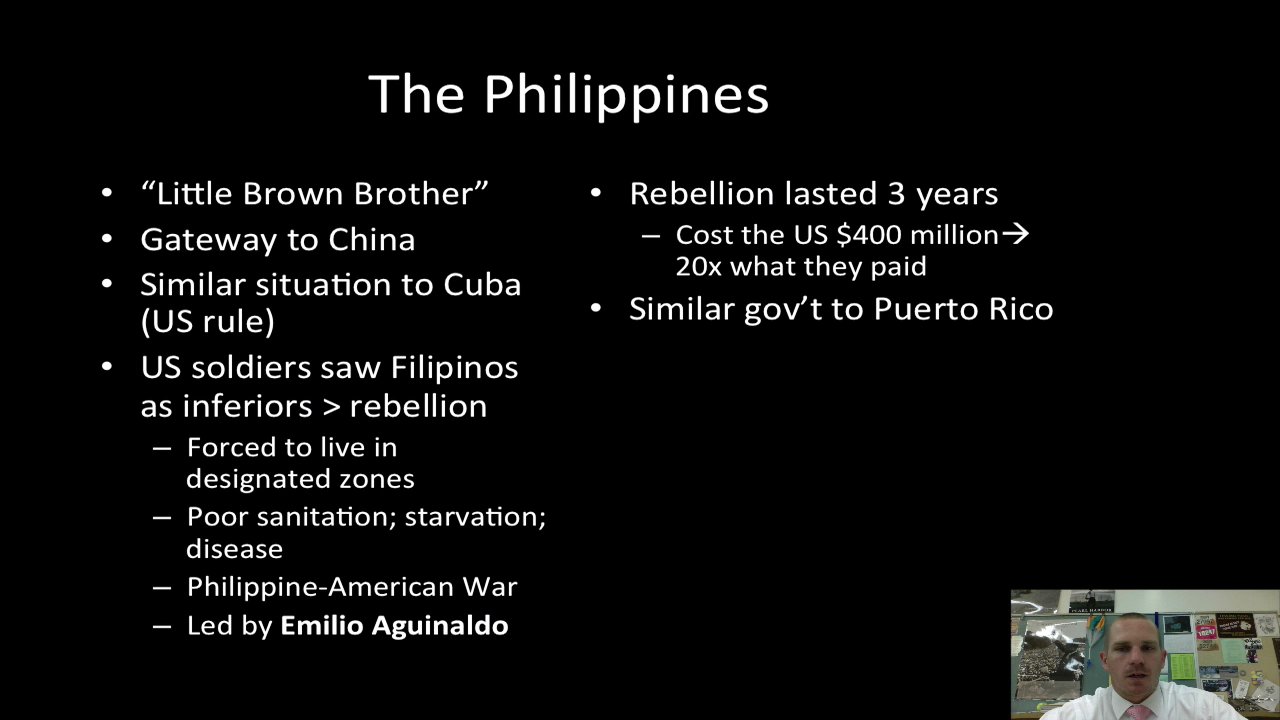 The Philippines
• “Little Brown Brother”
• Gateway to China
• Similar situation to Cuba
(US rule)
• US soldiers saw Filipinos
as inferiors > rebellion
– Forced to live in
designated zones
– Poor sanitation; starvation;
disease
– Philippine-American War
– Led by Emilio Aguinaldo
• Rebellion lasted 3 years
– Cost the US $400 million→
20x what they paid
• Similar gov’t to Puerto Rico
PEARL HARBOR